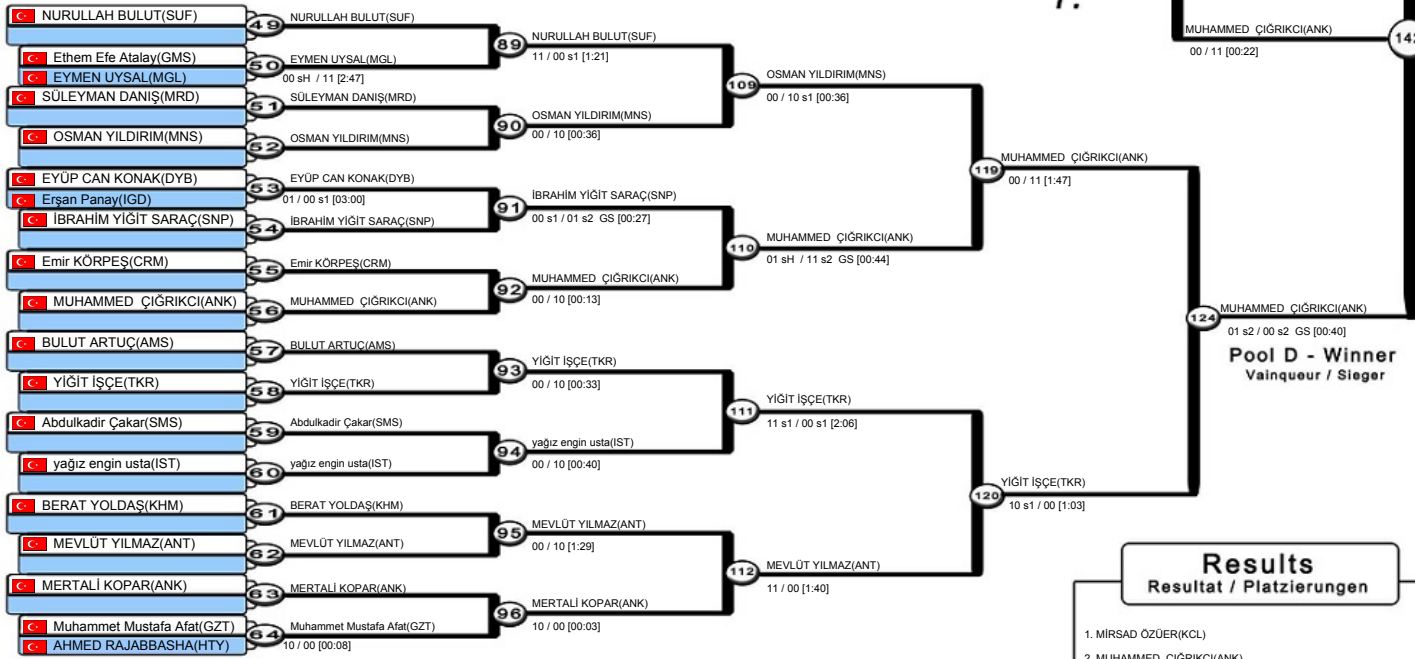 NURULLAH BULUT(SUF)
Ethem Efe Atalay(GMS)
EYMEN UYSAL(MGL)
SÜLEYMAN DANIŞ(MRD)
OSMAN YILDIRIM(MNS)
EYÜP CAN KONAK(DYB)
Erşan Panay(IGD)
İBRAHİM YİĞİT SARAÇ(SNP)
Emir KÖRPEŞ(CRM)
MUHAMMED ÇIĞRIKCI(ANK)
BULUT ARTUÇ(AMS)
YİĞİT İŞÇE(TKR)
Abdulkadir Çakar(SMS)
yağız engin usta(IST)
BERAT YOLDAŞ(KHM)
MEVLÜT YILMAZ(ANT)
MERTALİ KOPAR(ANK)
Muhammet Mustafa Afat(GZT)
AHMED RAJABBASHA(HTY)
49
50
51
52
53
54
55
56
57
58
59
60
61
62
63
64
NURULLAH BULUT(SUF)
EYMEN UYSAL(MGL)
00 sH / 11 [2:47]
SÜLEYMAN DANIŞ(MRD)
OSMAN YILDIRIM(MNS)
EYÜP CAN KONAK(DYB)
01 / 00 s1 [03:00]
İBRAHİM YİĞİT SARAÇ(SNP)
Emir KÖRPEŞ(CRM)
MUHAMMED ÇIĞRIKCI(ANK)
BULUT ARTUÇ(AMS)
YİĞİT İŞÇE(TKR)
Abdulkadir Çakar(SMS)
yağız engin usta(IST)
BERAT YOLDAŞ(KHM)
MEVLÜT YILMAZ(ANT)
MERTALİ KOPAR(ANK)
Muhammet Mustafa Afat(GZT)
10 / 00 [00:08]
89
90
91
92
93
94
95
96
NURULLAH BULUT(SUF)
11 / 00 s1 [1:21]
OSMAN YILDIRIM(MNS)
00 / 10 [00:36]
İBRAHİM YİĞİT SARAÇ(SNP)
00 s1 / 01 s2 GS [00:27]
MUHAMMED ÇIĞRIKCI(ANK)
00 / 10 [00:13]
YİĞİT İŞÇE(TKR)
00 / 10 [00:33]
yağız engin usta(IST)
00 / 10 [00:40]
MEVLÜT YILMAZ(ANT)
00 / 10 [1:29]
MERTALİ KOPAR(ANK)
10 / 00 [00:03]
109
110
111
112
OSMAN YILDIRIM(MNS)
00 / 10 s1 [00:36]
MUHAMMED ÇIĞRIKCI(ANK)
01 sH / 11 s2 GS [00:44]
YİĞİT İŞÇE(TKR)
11 s1 / 00 s1 [2:06]
MEVLÜT YILMAZ(ANT)
11 / 00 [1:40]
119
120
MUHAMMED ÇIĞRIKCI(ANK)
00 / 11 [1:47]
YİĞİT İŞÇE(TKR)
10 s1 / 00 [1:03]
124
MUHAMMED ÇIĞRIKCI(ANK)
01 s2 / 00 s2 GS [00:40]
Pool D - Winner
Vainqueur / Sieger
MUHAMMED ÇIĞRIKCI(ANK)
00 / 11 [00:22]
Results
Resultat / Platzierungen
1. MİRSAD ÖZÜER(KCL)
2. MUHAMMED ÇIĞRIKCI(ANK)